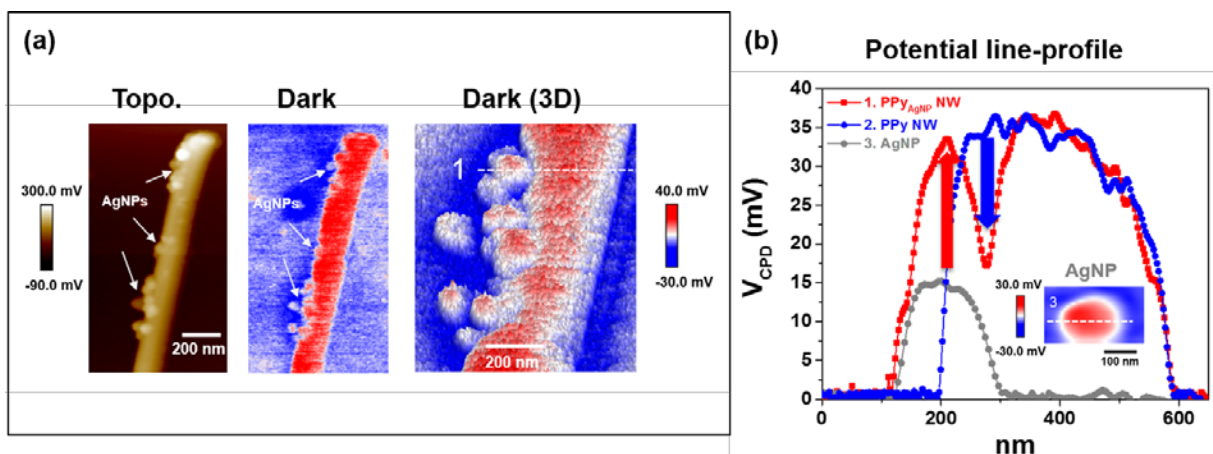 (a)
Topo.
Dark
Dark (3D)
300.0 mV
-90.0 mV
AgNPs
200 nm
AgNPs
1
200 nm
40.0 mV
-30.0 mV
(b)
Potential line-profile
V_CPD (mV)
40
35
30
25
20
15
10
5
0
1. PPy_AgNP NW
2. PPy NW
3. AgNP
AgNP
30.0 mV
-30.0 mV
3
100 nm
0 200 400 600
nm